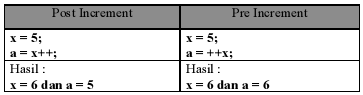 Post Increment
Pre Increment
x = 5;
a = x++;
x = 5;
a = ++x;
Hasil :
x = 6 dan a = 5
Hasil :
x = 6 dan a = 6